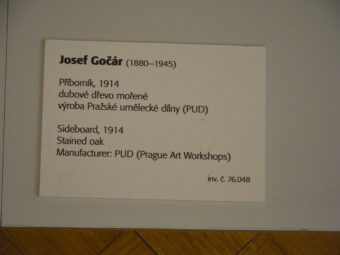 Josef Gočár (1880–1945)
Příborník, 1914
dubové dřevo mořené
výroba Pražské umělecké dílny (PUD)
Sideboard, 1914
Stained oak
Manufacturer: PUD (Prague Art Workshops)
inv. č. 76.048